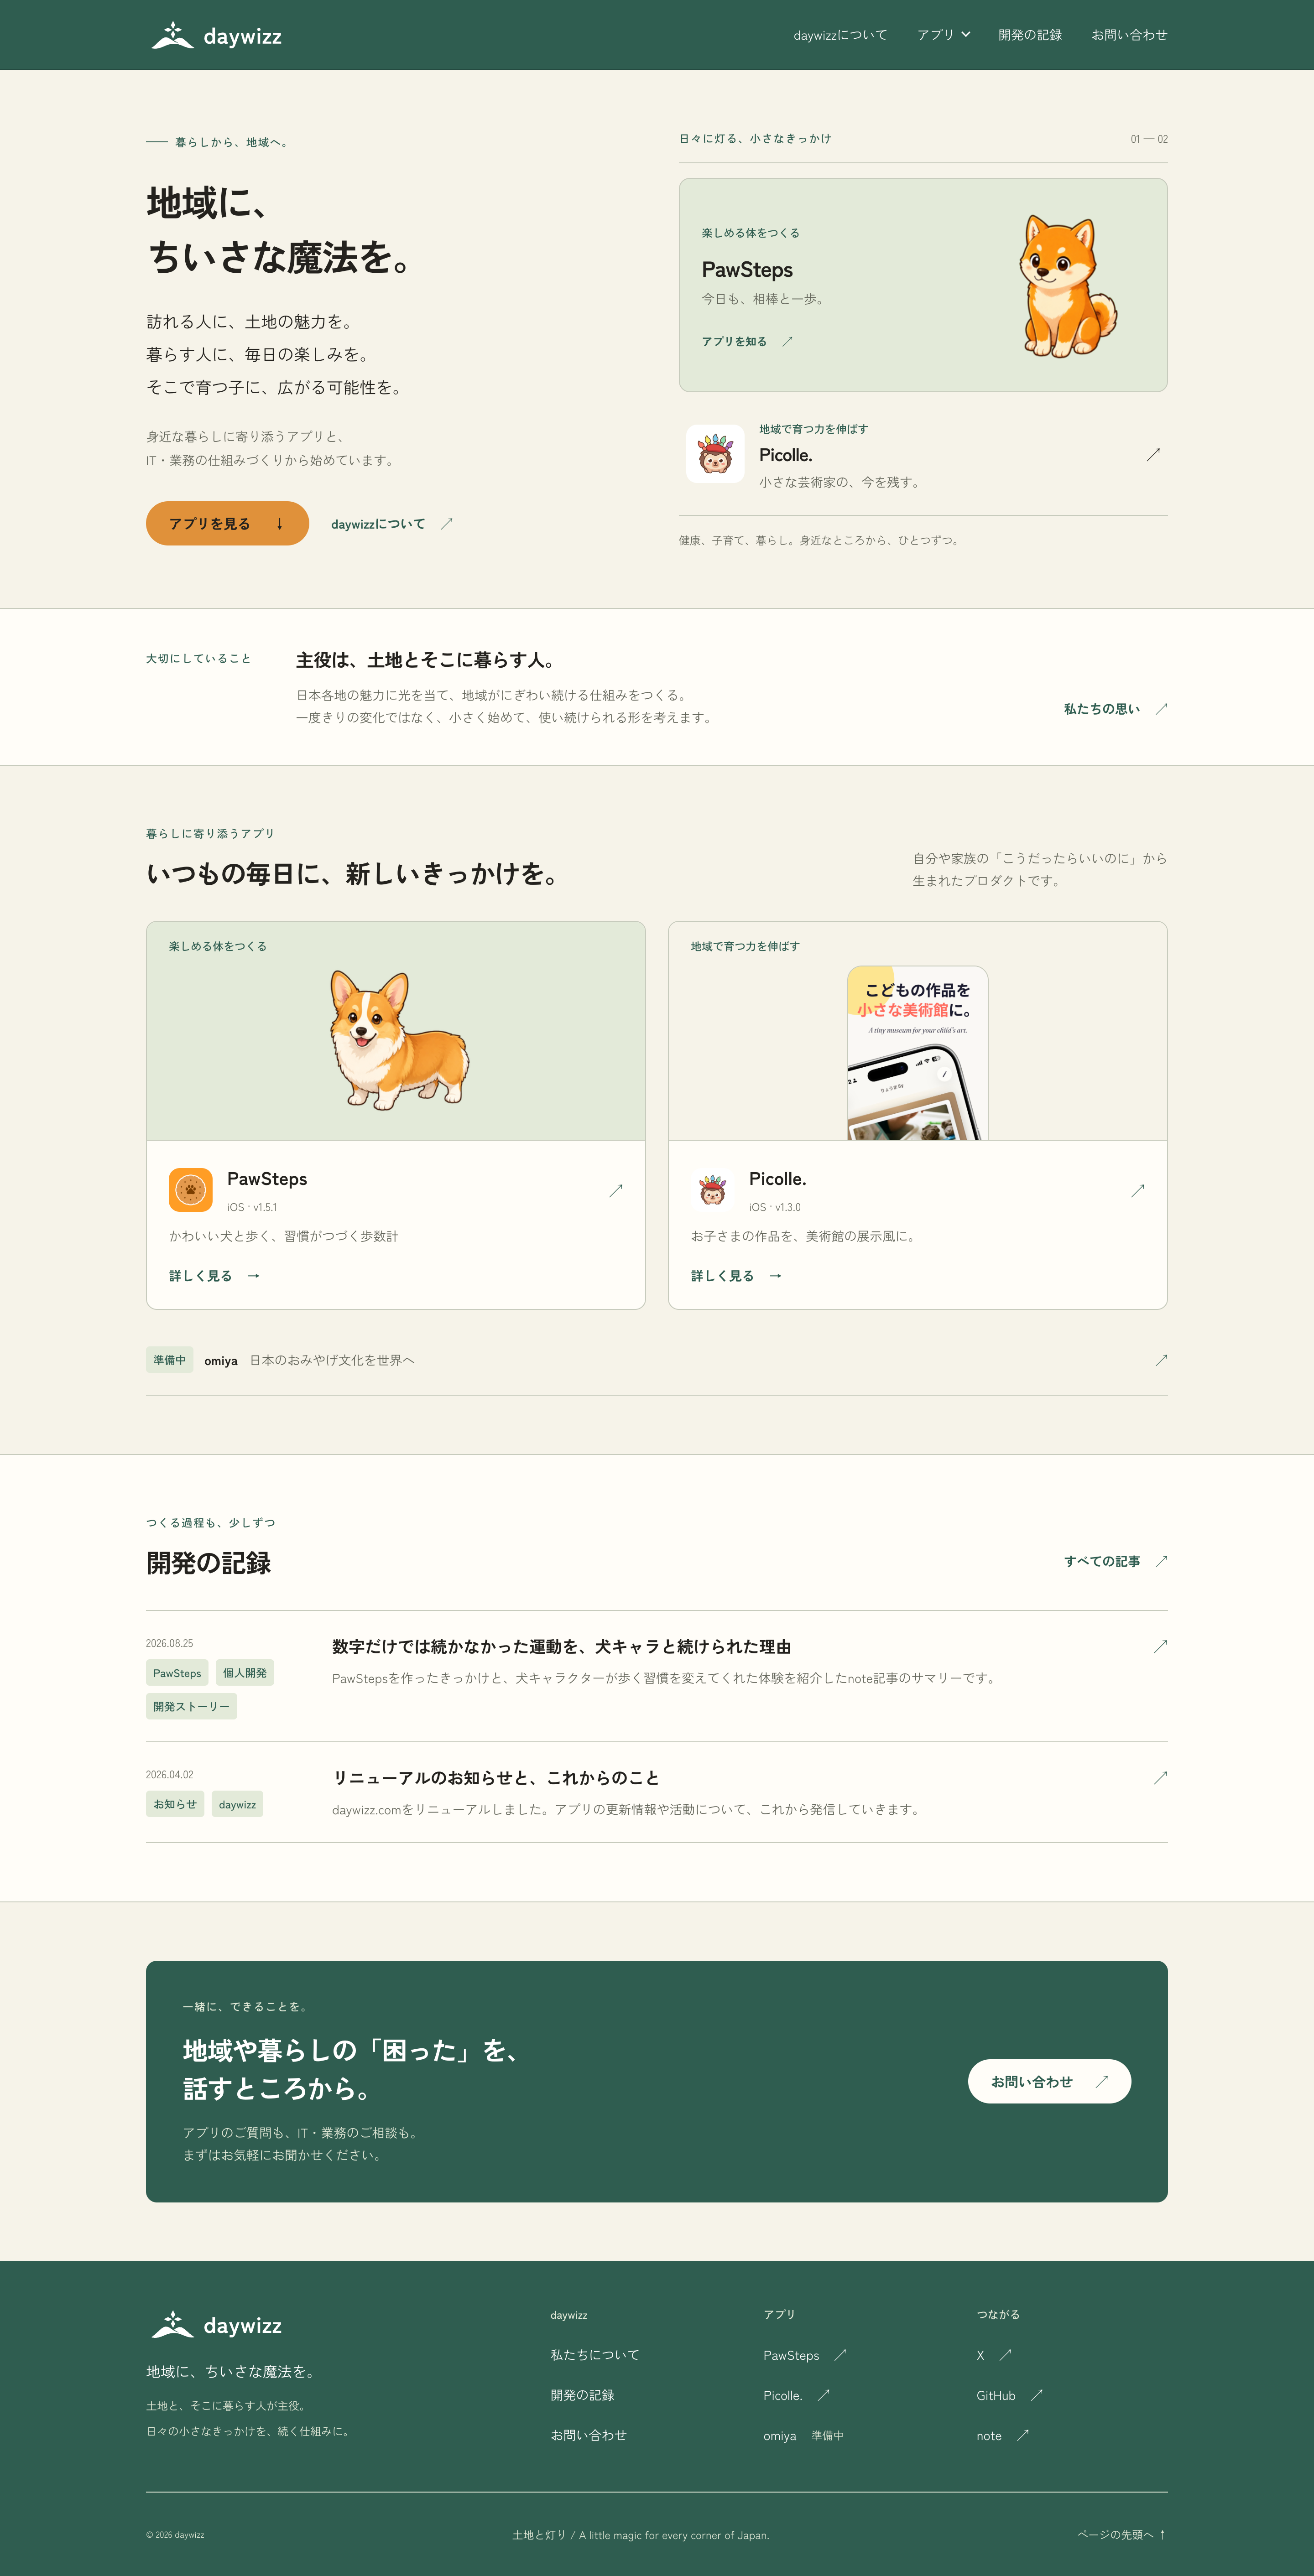 daywizz
daywizzについて
アプリ
開発の記録
お問い合わせ
暮らしから、地域へ。
地域に、
ちいさな魔法を。
訪れる人に、土地の魅力を。
暮らす人に、毎日の楽しみを。
そこで育つ子に、広がる可能性を。
身近な暮らしに寄り添うアプリと、
IT・業務の仕組みづくりから始めています。
アプリを見る ↓
daywizzについて ↗
日々に灯る、小さなきっかけ
01 — 02
楽しめる体をつくる
PawSteps
今日も、相棒と一歩。
アプリを知る ↗
地域で育つ力を伸ばす
Picolle.
小さな芸術家の、今を残す。
↗
健康、子育て、暮らし。身近なところから、ひとつずつ。
大切にしていること
主役は、土地とそこに暮らす人。
日本各地の魅力に光を当て、地域がにぎわい続ける仕組みをつくる。
一度きりの変化ではなく、小さく始めて、使い続けられる形を考えます。
私たちの思い ↗
暮らしに寄り添うアプリ
いつもの毎日に、新しいきっかけを。
自分や家族の「こうだったらいいのに」から
生まれたプロダクトです。
楽しめる体をつくる
PawSteps
iOS · v1.5.1
↗
かわいい犬と歩く、習慣がつづく歩数計
詳しく見る →
地域で育つ力を伸ばす
こどもの作品を
小さな美術館に。
A tiny museum for your child's art.
Picolle.
iOS · v1.3.0
↗
お子さまの作品を、美術館の展示風に。
詳しく見る →
準備中 omiya 日本のおみやげ文化を世界へ ↗
つくる過程も、少しずつ
開発の記録
すべての記事 ↗
2026.08.25
PawSteps 個人開発
開発ストーリー
数字だけでは続かなかった運動を、犬キャラと続けられた理由 ↗
PawStepsを作ったきっかけと、犬キャラクターが歩く習慣を変えてくれた体験を紹介したnote記事のサマリーです。
2026.04.02
お知らせ daywizz
リニューアルのお知らせと、これからのこと ↗
daywizz.comをリニューアルしました。アプリの更新情報や活動について、これから発信していきます。
一緒に、できることを。
地域や暮らしの「困った」を、
話すところから。
アプリのご質問も、IT・業務のご相談も。
まずはお気軽にお聞かせください。
お問い合わせ ↗
daywizz
地域に、ちいさな魔法を。
土地と、そこに暮らす人が主役。
日々の小さなきっかけを、続く仕組みに。
daywizz
私たちについて
開発の記録
お問い合わせ
アプリ
PawSteps ↗
Picolle. ↗
omiya 準備中
つながる
X ↗
GitHub ↗
note ↗
© 2026 daywizz
土地と灯り / A little magic for every corner of Japan.
ページの先頭へ ↑